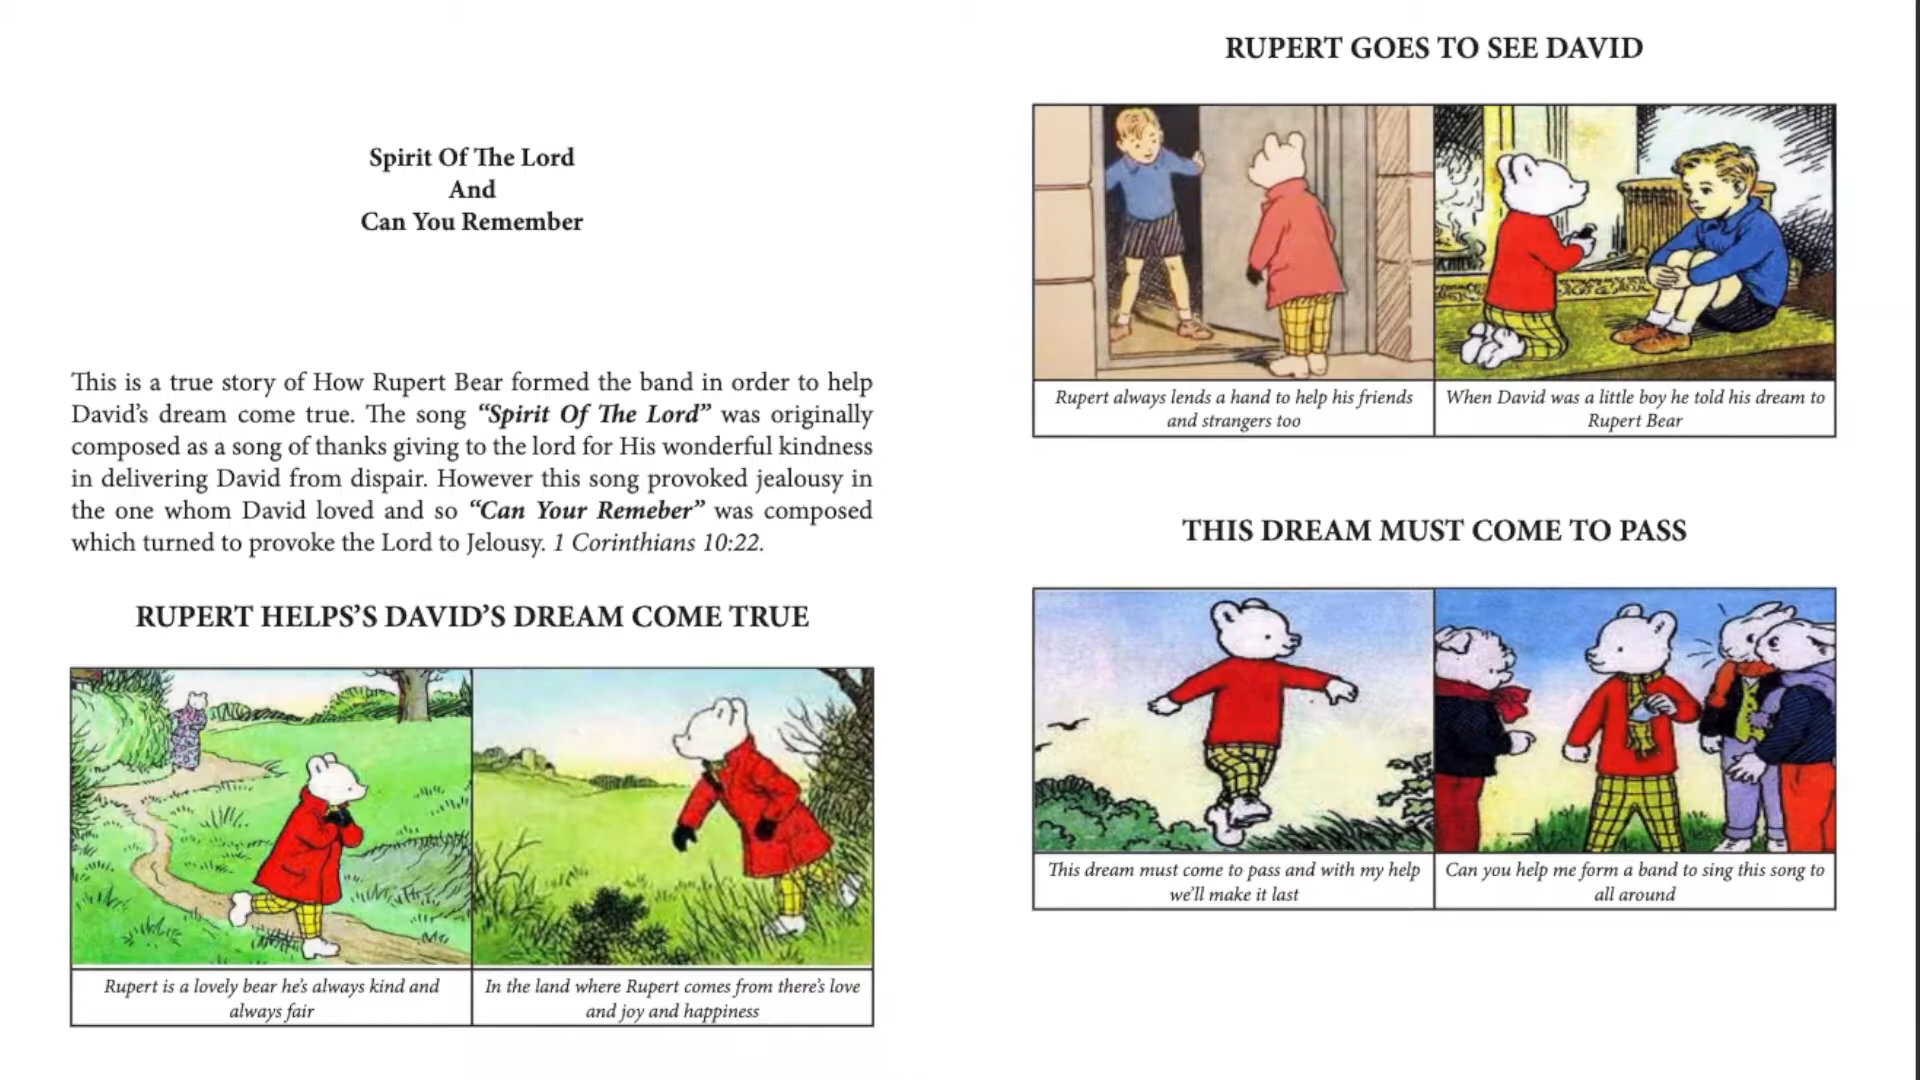 Spirit Of The Lord
And
Can You Remember
This is a true story of How Rupert Bear formed the band in order to help
David's dream come true. The song “Spirit Of The Lord” was originally
composed as a song of thanks giving to the lord for His wonderful kindness
in delivering David from dispair. However this song provoked jealousy in
the one whom David loved and so “Can Your Remeber” was composed
which turned to provoke the Lord to Jelousy. 1 Corinthians 10:22.
RUPERT HELPS'S DAVID'S DREAM COME TRUE
Rupert is a lovely bear he's always kind and
always fair
In the land where Rupert comes from there's love
and joy and happiness
RUPERT GOES TO SEE DAVID
Rupert always lends a hand to help his friends
and strangers too
When David was a little boy he told his dream to
Rupert Bear
THIS DREAM MUST COME TO PASS
This dream must come to pass and with my help
we'll make it last
Can you help me form a band to sing this song to
all around